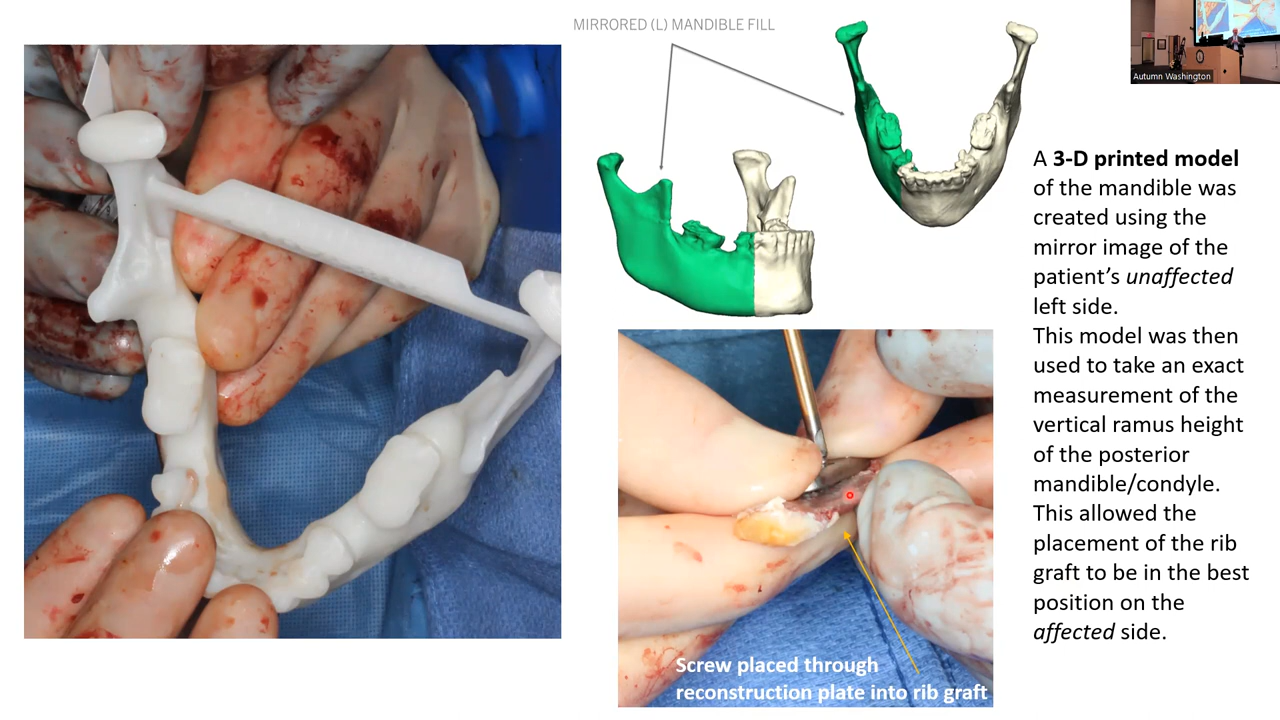 MIRRORED (L) MANDIBLE FILL
Autumn Washington
A 3-D printed model
of the mandible was
created using the
mirror image of the
patient's unaffected
left side.
This model was then
used to take an exact
measurement of the
vertical ramus height
of the posterior
mandible/condyle.
This allowed the
placement of the rib
graft to be in the best
position on the
affected side.
Screw placed through
reconstruction plate into rib graft